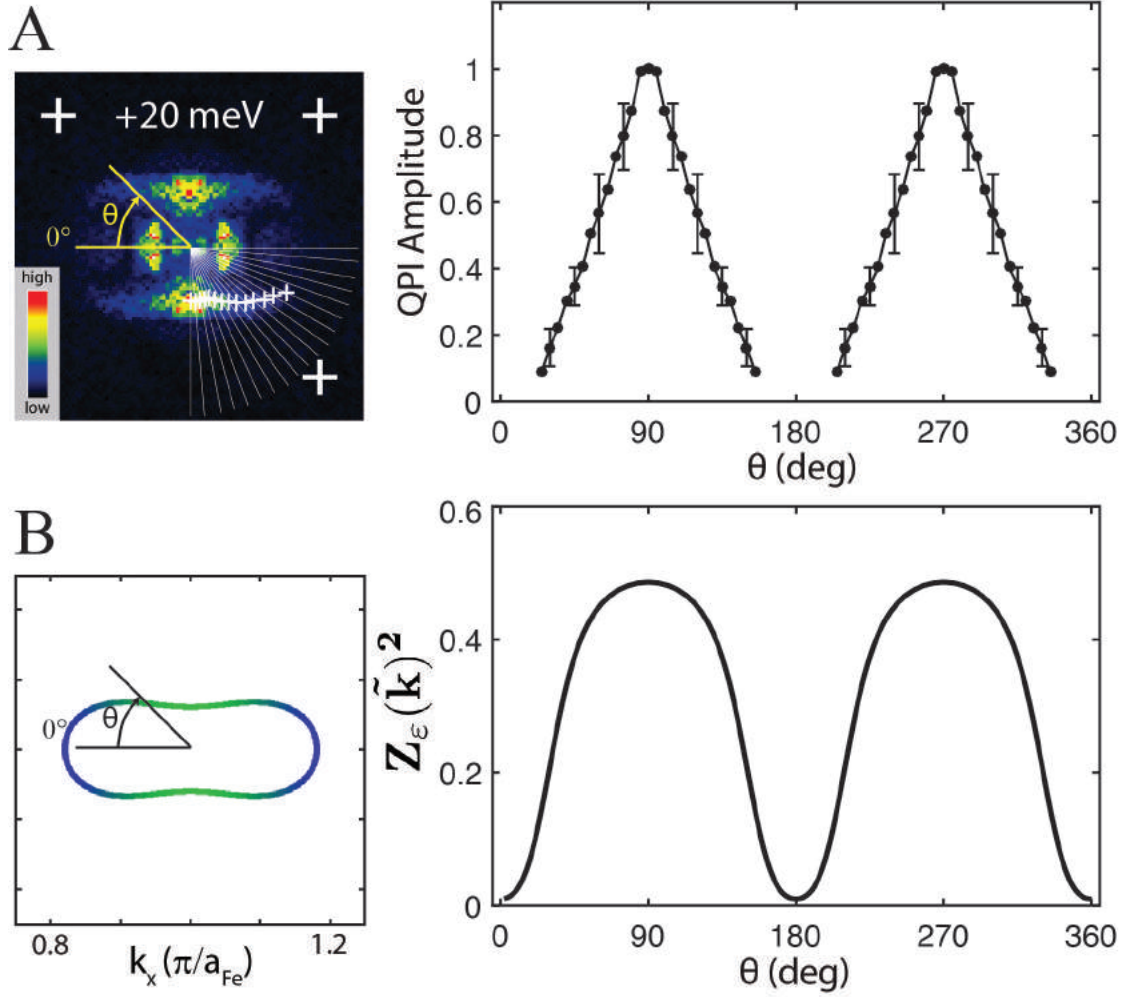 A
+20 meV
θ
0°
high
low
QPI Amplitude
1
0.8
0.6
0.4
0.2
0
0
90
180
270
360
θ (deg)
B
θ
0°
0.8
1.2
kₓ (π/a_Fe)
Z_ε(k̃)²
0.6
0.4
0.2
0
0
90
180
270
360
θ (deg)